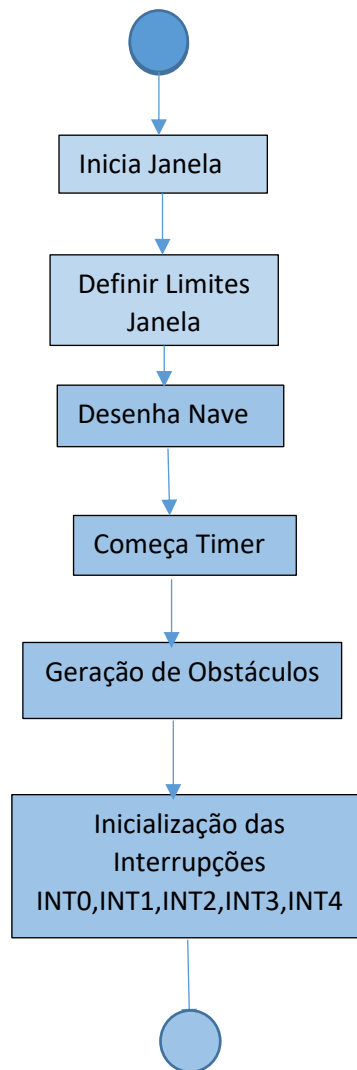 Inicia Janela
Definir Limites
Janela
Desenha Nave
Começa Timer
Geração de Obstáculos
Inicialização das
Interrupções
INT0,INT1,INT2,INT3,INT4